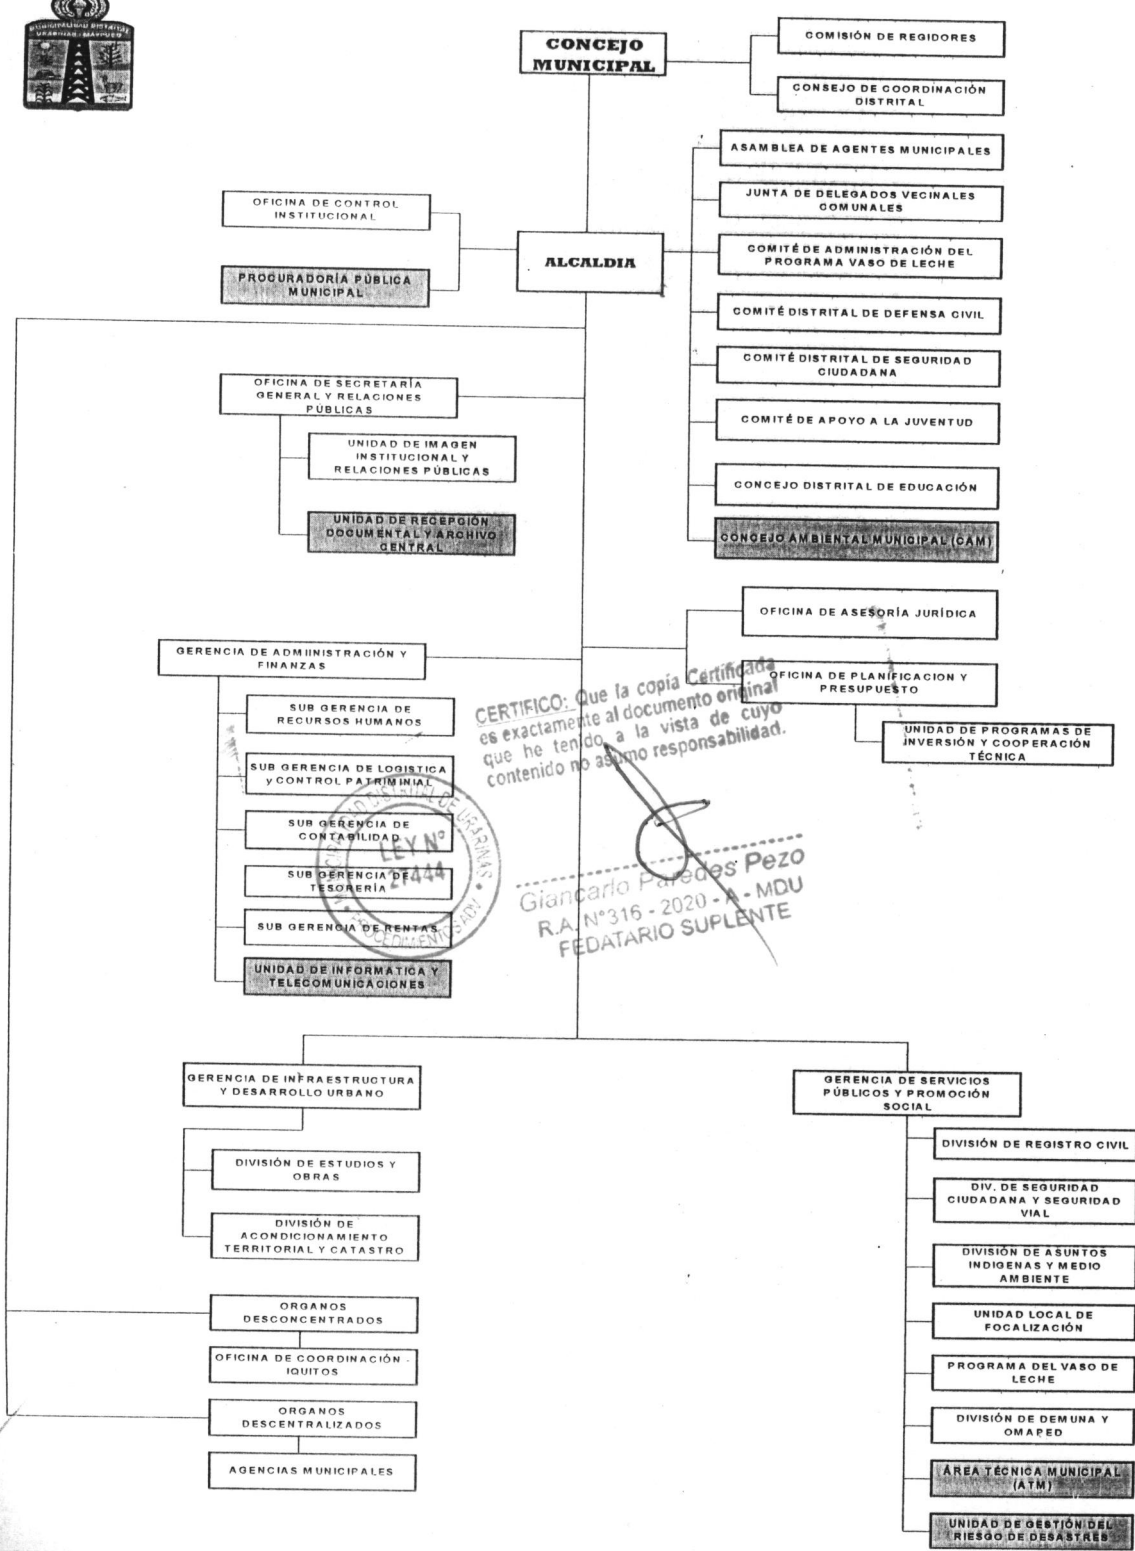 MUNICIPALIDAD DISTRITAL
URARINAS - MAYPUCO
CONCEJO
MUNICIPAL
COMISIÓN DE REGIDORES
CONSEJO DE COORDINACIÓN
DISTRITAL
ASAMBLEA DE AGENTES MUNICIPALES
JUNTA DE DELEGADOS VECINALES
COMUNALES
OFICINA DE CONTROL
INSTITUCIONAL
ALCALDIA
COMITÉ DE ADMINISTRACIÓN DEL
PROGRAMA VASO DE LECHE
PROCURADORÍA PÚBLICA
MUNICIPAL
COMITÉ DISTRITAL DE DEFENSA CIVIL
COMITÉ DISTRITAL DE SEGURIDAD
CIUDADANA
OFICINA DE SECRETARÍA
GENERAL Y RELACIONES
PÚBLICAS
COMITÉ DE APOYO A LA JUVENTUD
UNIDAD DE IMAGEN
INSTITUCIONAL Y
RELACIONES PÚBLICAS
CONCEJO DISTRITAL DE EDUCACIÓN
UNIDAD DE RECEPCIÓN
DOCUMENTAL Y ARCHIVO
CENTRAL
CONCEJO AMBIENTAL MUNICIPAL (CAM)
OFICINA DE ASESORÍA JURÍDICA
GERENCIA DE ADMIINISTRACIÓN Y
FINANZAS
OFICINA DE PLANIFICACION Y
PRESUPUESTO
UNIDAD DE PROGRAMAS DE
INVERSIÓN Y COOPERACIÓN
TÉCNICA
SUB GERENCIA DE
RECURSOS HUMANOS
SUB GERENCIA DE LOGISTICA
y CONTROL PATRIMINIAL
SUB GERENCIA DE
CONTABILIDAD
SUB GERENCIA DE
TESORERÍA
SUB GERENCIA DE RENTAS
UNIDAD DE INFORMATICA Y
TELECOMUNICACIONES
CERTIFICO: Que la copia Certificada
es exactamente al documento original
que he tenido a la vista de cuyo
contenido no asumo responsabilidad.
MUNICIPALIDAD DISTRITAL DE URARINAS
LEY N°
27444
PROCEDIMIENTOS ADM.
Giancarlo Paredes Pezo
R.A. N°316 - 2020 - A - MDU
FEDATARIO SUPLENTE
GERENCIA DE INFRAESTRUCTURA
Y DESARROLLO URBANO
DIVISIÓN DE ESTUDIOS Y
OBRAS
DIVISIÓN DE
ACONDICIONAMIENTO
TERRITORIAL Y CATASTRO
ORGANOS
DESCONCENTRADOS
OFICINA DE COORDINACIÓN -
IQUITOS
ORGANOS
DESCENTRALIZADOS
AGENCIAS MUNICIPALES
GERENCIA DE SERVICIOS
PÚBLICOS Y PROMOCIÓN
SOCIAL
DIVISIÓN DE REGISTRO CIVIL
DIV. DE SEGURIDAD
CIUDADANA Y SEGURIDAD
VIAL
DIVISIÓN DE ASUNTOS
INDIGENAS Y MEDIO
AMBIENTE
UNIDAD LOCAL DE
FOCALIZACIÓN
PROGRAMA DEL VASO DE
LECHE
DIVISIÓN DE DEMUNA Y
OMAPED
ÁREA TÉCNICA MUNICIPAL
(ATM)
UNIDAD DE GESTIÓN DEL
RIESGO DE DESASTRES